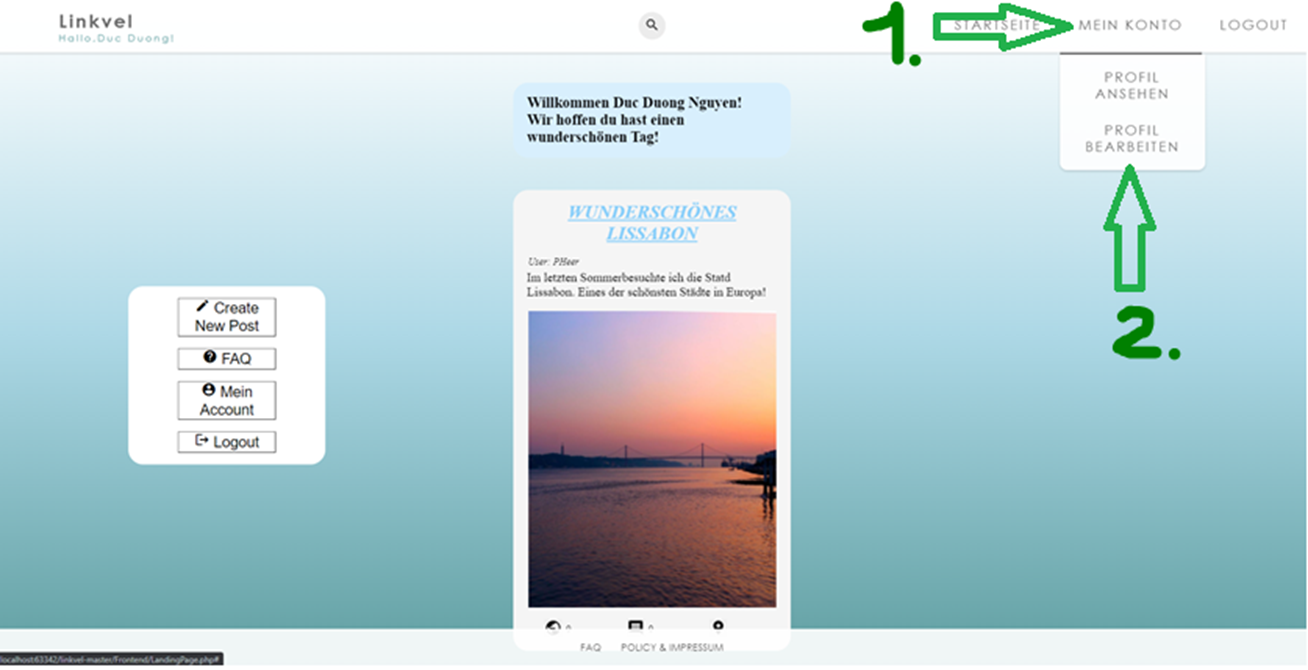 Linkvel
Hallo,Duc Duong!
1.
STARTSEITE
MEIN KONTO
LOGOUT
PROFIL
ANSEHEN
PROFIL
BEARBEITEN
2.
Willkommen Duc Duong Nguyen!
Wir hoffen du hast einen
wunderschönen Tag!
WUNDERSCHÖNES
LISSABON
User: PHeer
Im letzten Sommerbesuchte ich die Statd
Lissabon. Eines der schönsten Städte in Europa!
Create
New Post
FAQ
Mein
Account
Logout
0
0
FAQ
POLICY & IMPRESSUM
localhost:63342/linkvel-master/Frontend/LandingPage.php#